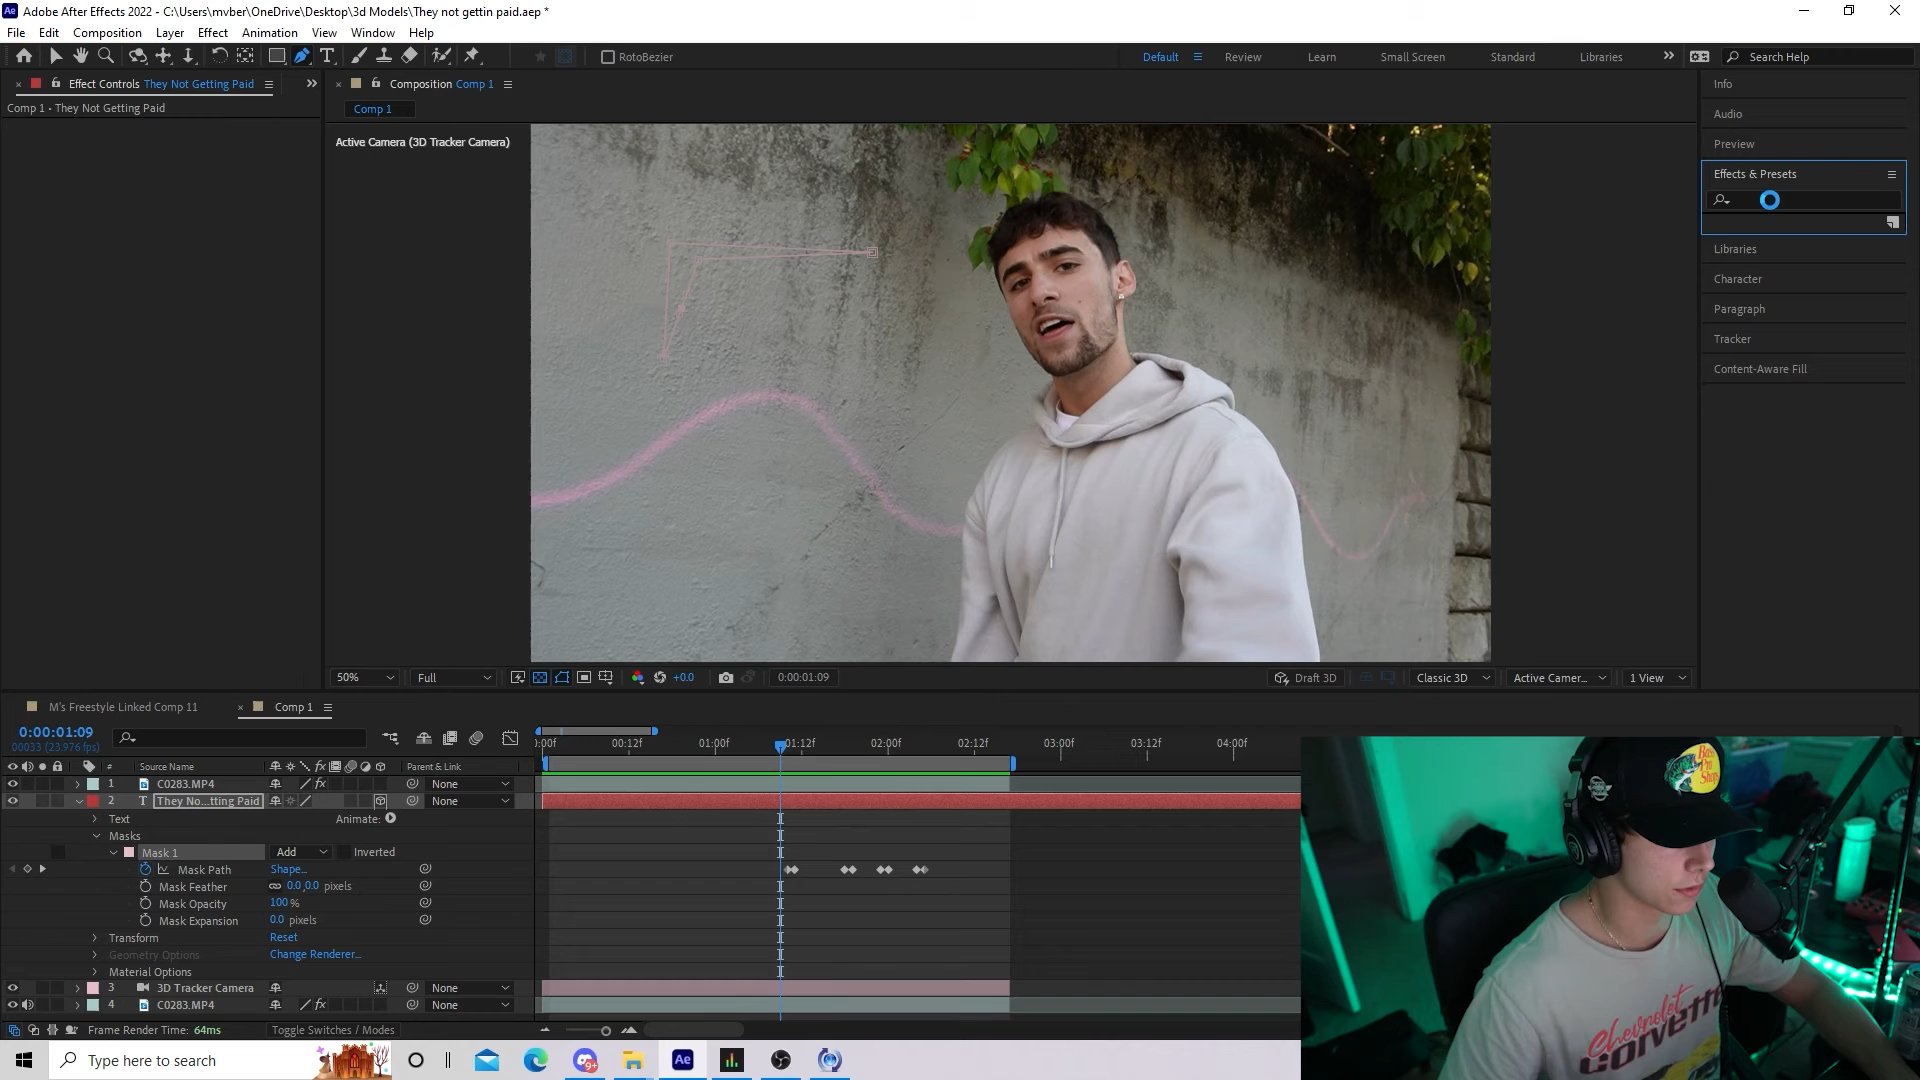 Adobe After Effects 2022 - C:\Users\mvber\OneDrive\Desktop\3d Models\They not gettin paid.aep *
File Edit Composition Layer Effect Animation View Window Help
RotoBezier Default Review Learn Small Screen Standard Libraries Search Help
Effect Controls They Not Getting Paid
Comp 1 • They Not Getting Paid
Composition Comp 1
Comp 1
Active Camera (3D Tracker Camera)
Info
Audio
Preview
Effects & Presets
Libraries
Character
Paragraph
Tracker
Content-Aware Fill
50% Full +0.0 0:00:01:09 Draft 3D Classic 3D Active Camer... 1 View
M's Freestyle Linked Comp 11 Comp 1
0:00:01:09
00033 (23.976 fps)
0:00f 00:12f 01:00f 01:12f 02:00f 02:12f 03:00f 03:12f 04:00f
# Source Name Parent & Link
1 C0283.MP4 None
2 T They No...tting Paid None
Text Animate:
Masks
Mask 1 Add Inverted
Mask Path Shape...
Mask Feather 0.0,0.0 pixels
Mask Opacity 100%
Mask Expansion 0.0 pixels
Transform Reset
Geometry Options Change Renderer...
Material Options
3 3D Tracker Camera None
4 C0283.MP4 None
Frame Render Time: 64ms Toggle Switches / Modes
Type here to search
9+
Ae
Bass Pro Shops
Chevrolet
Corvette